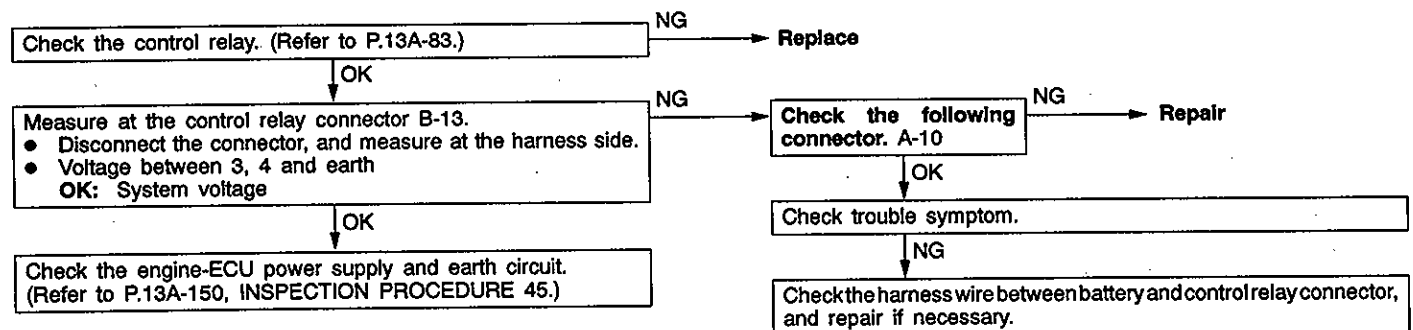 Check the control relay. (Refer to P.13A-83.)
NG
Replace
OK
Measure at the control relay connector B-13.
● Disconnect the connector, and measure at the harness side.
● Voltage between 3, 4 and earth
OK: System voltage
NG
Check the following
connector. A-10
NG
Repair
OK
Check trouble symptom.
OK
NG
Check the engine-ECU power supply and earth circuit.
(Refer to P.13A-150, INSPECTION PROCEDURE 45.)
Check the harness wire between battery and control relay connector,
and repair if necessary.